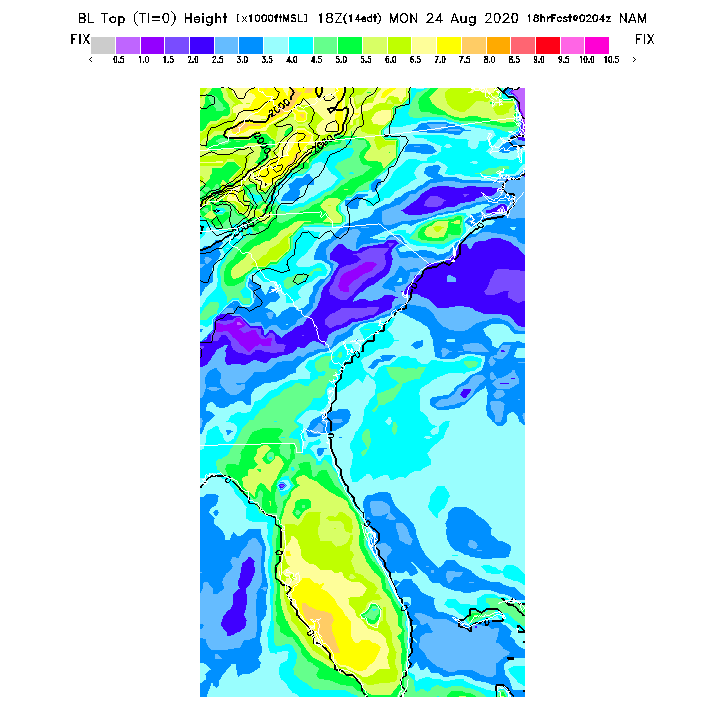 BL Top (TI=0) Height [x1000ftMSL] 18Z(14edt) MON 24 Aug 2020 18hrFcst@0204z NAM
FIX FIX
< 0.5 1.0 1.5 2.0 2.5 3.0 3.5 4.0 4.5 5.0 5.5 6.0 6.5 7.0 7.5 8.0 8.5 9.0 9.5 10.0 10.5 >
2000
2000